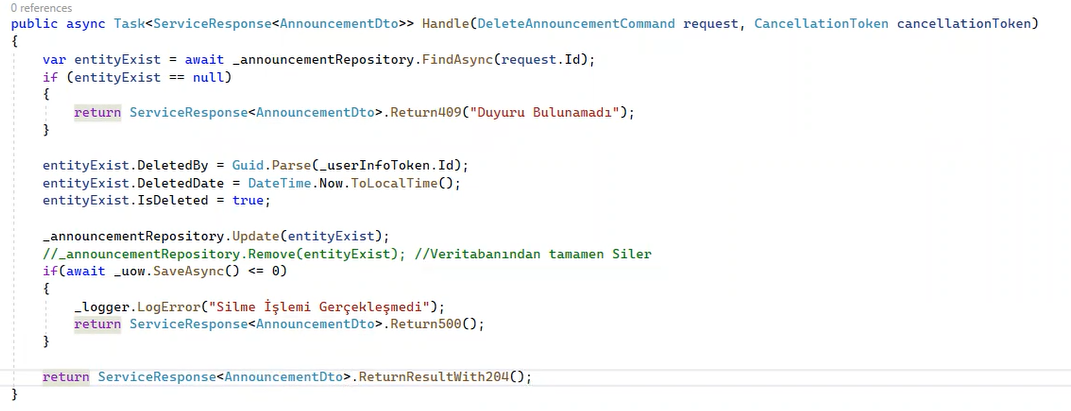 0 references
public async Task<ServiceResponse<AnnouncementDto>> Handle(DeleteAnnouncementCommand request, CancellationToken cancellationToken)
{
var entityExist = await _announcementRepository.FindAsync(request.Id);
if (entityExist == null)
{
return ServiceResponse<AnnouncementDto>.Return409("Duyuru Bulunamadı");
}
entityExist.DeletedBy = Guid.Parse(_userInfoToken.Id);
entityExist.DeletedDate = DateTime.Now.ToLocalTime();
entityExist.IsDeleted = true;
_announcementRepository.Update(entityExist);
//_announcementRepository.Remove(entityExist); //Veritabanından tamamen Siler
if(await _uow.SaveAsync() <= 0)
{
_logger.LogError("Silme İşlemi Gerçekleşmedi");
return ServiceResponse<AnnouncementDto>.Return500();
}
return ServiceResponse<AnnouncementDto>.ReturnResultWith204();
}